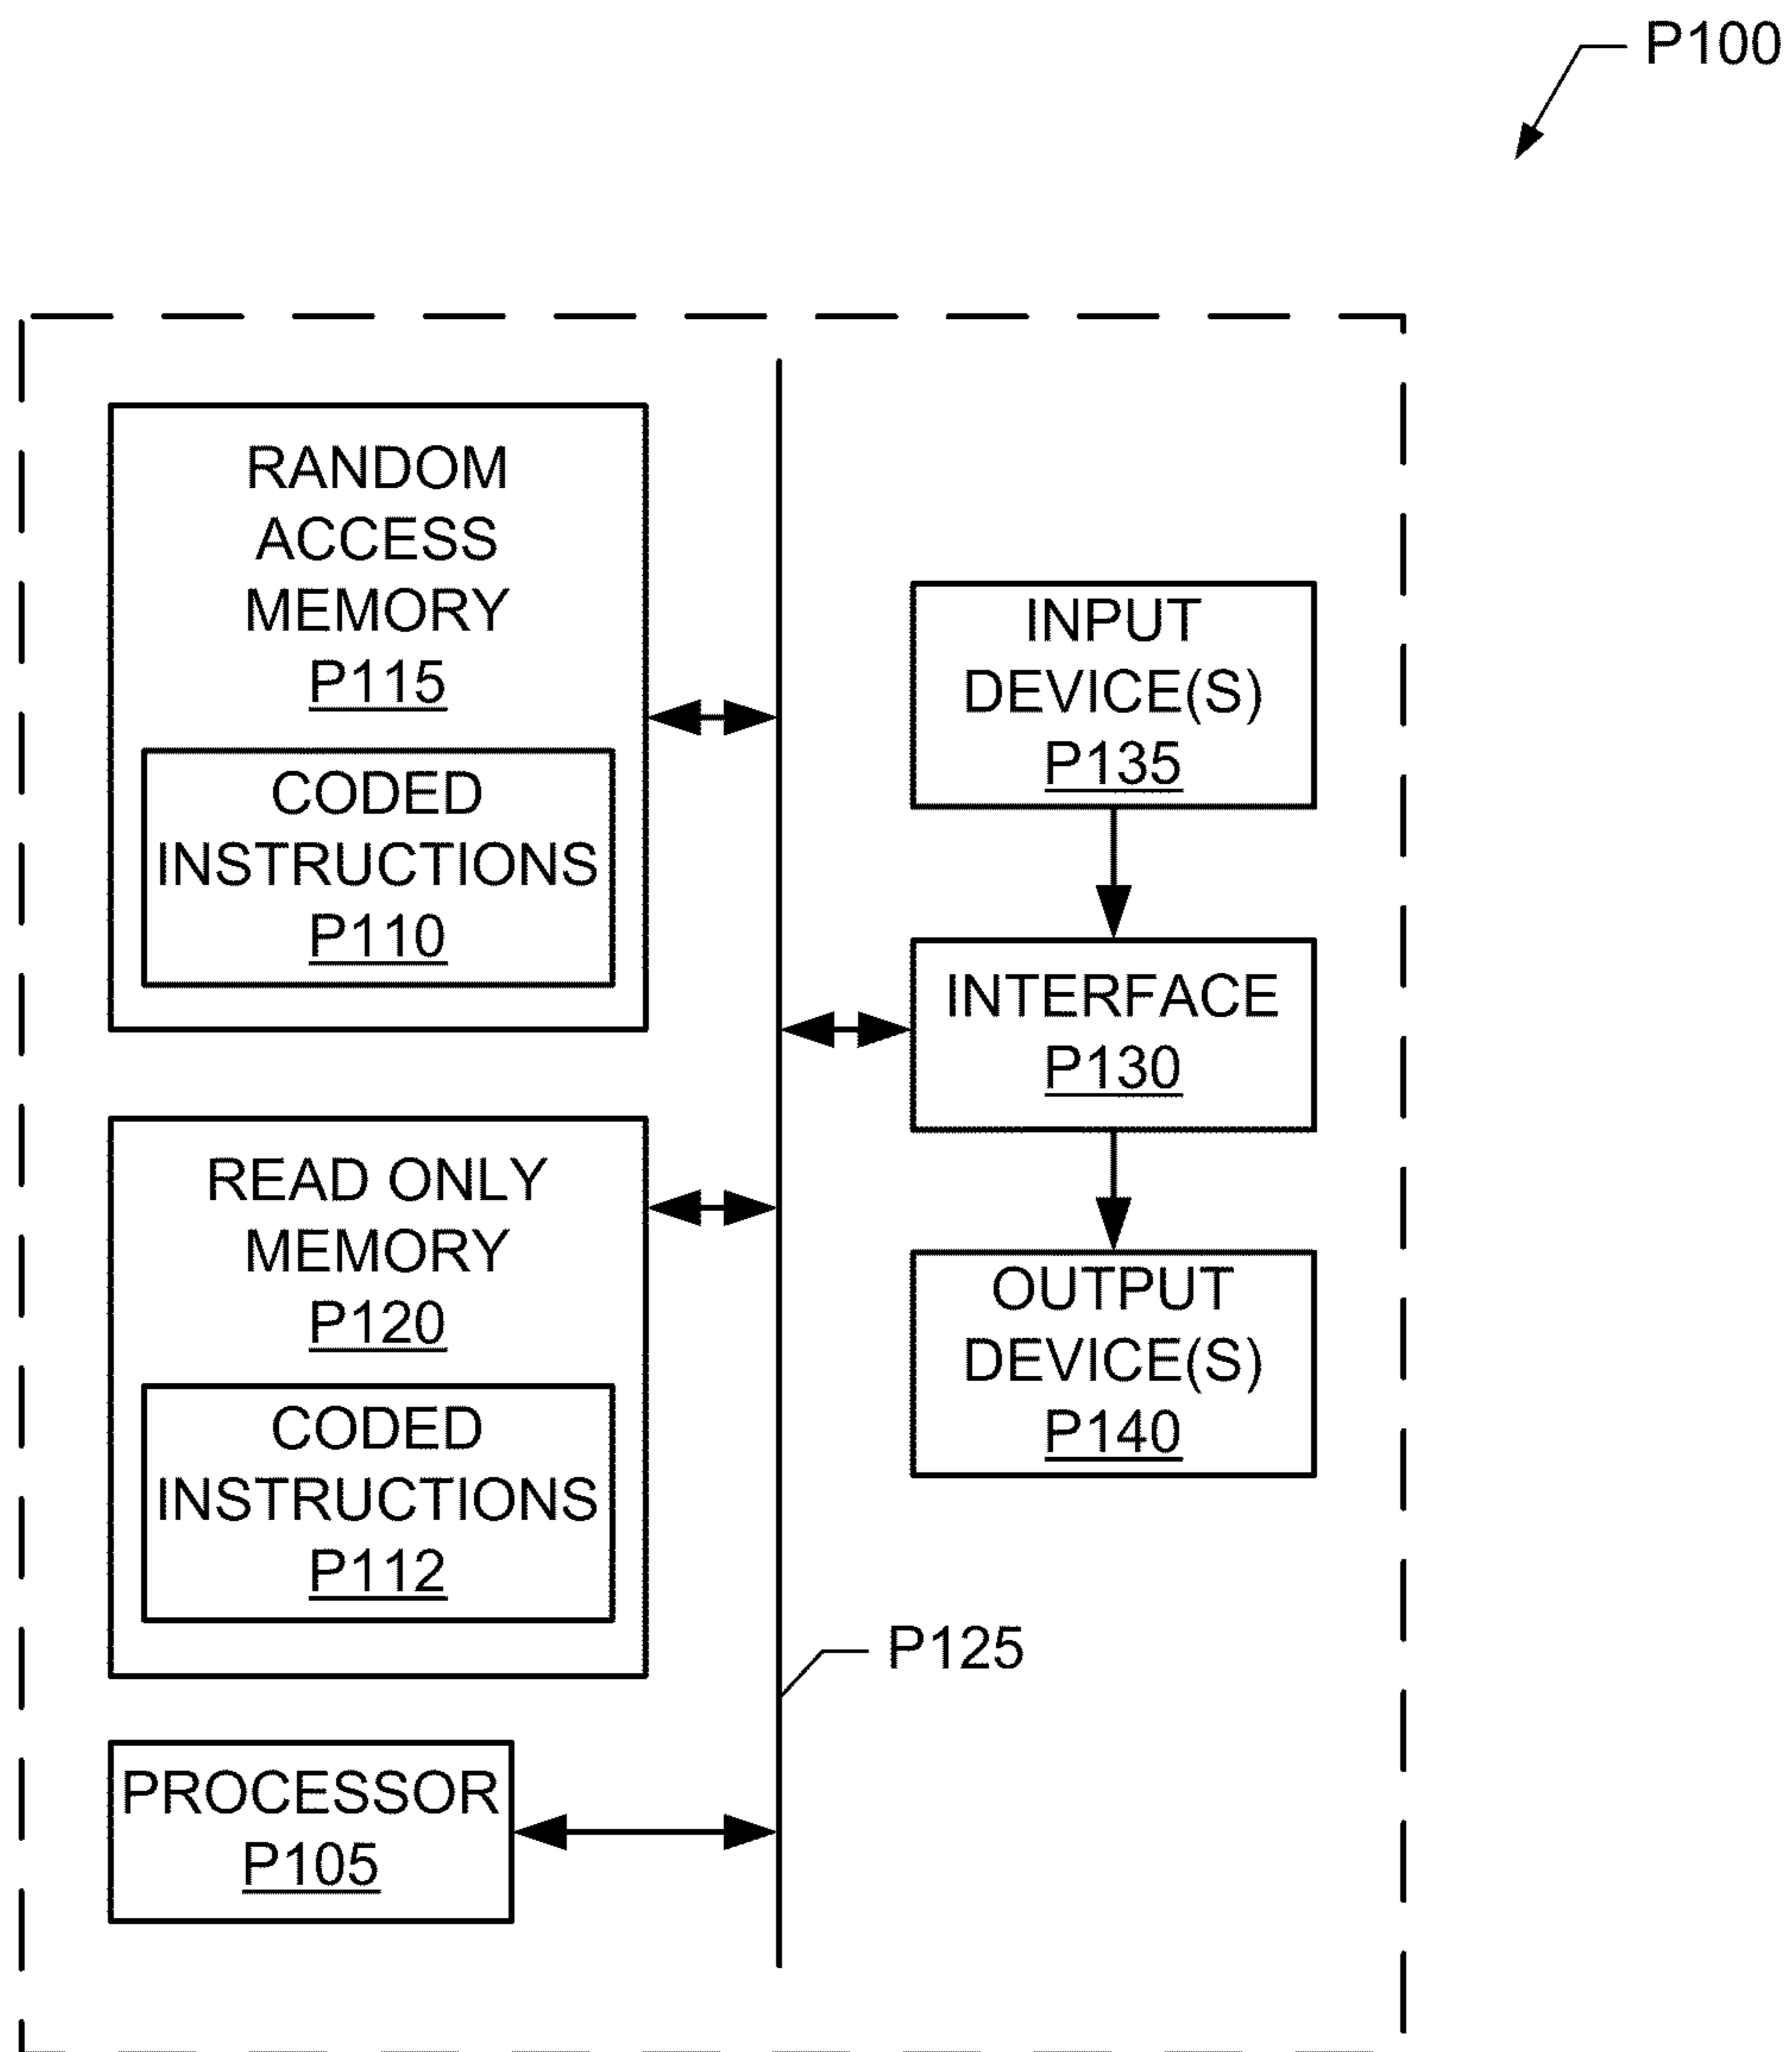 P100
RANDOM
ACCESS
MEMORY
P115
CODED
INSTRUCTIONS
P110
READ ONLY
MEMORY
P120
CODED
INSTRUCTIONS
P112
PROCESSOR
P105
INPUT
DEVICE(S)
P135
INTERFACE
P130
OUTPUT
DEVICE(S)
P140
P125